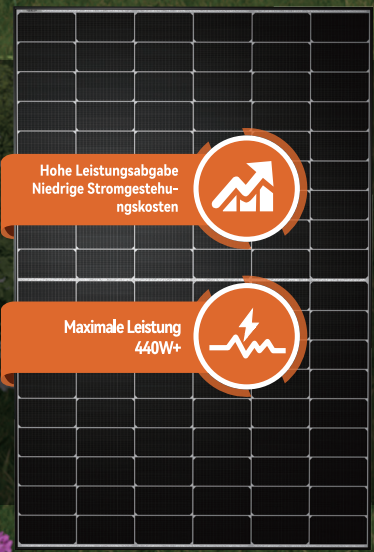 Hohe Leistungsabgabe
Niedrige Stromgestehu-
ngskosten
Maximale Leistung
440W+